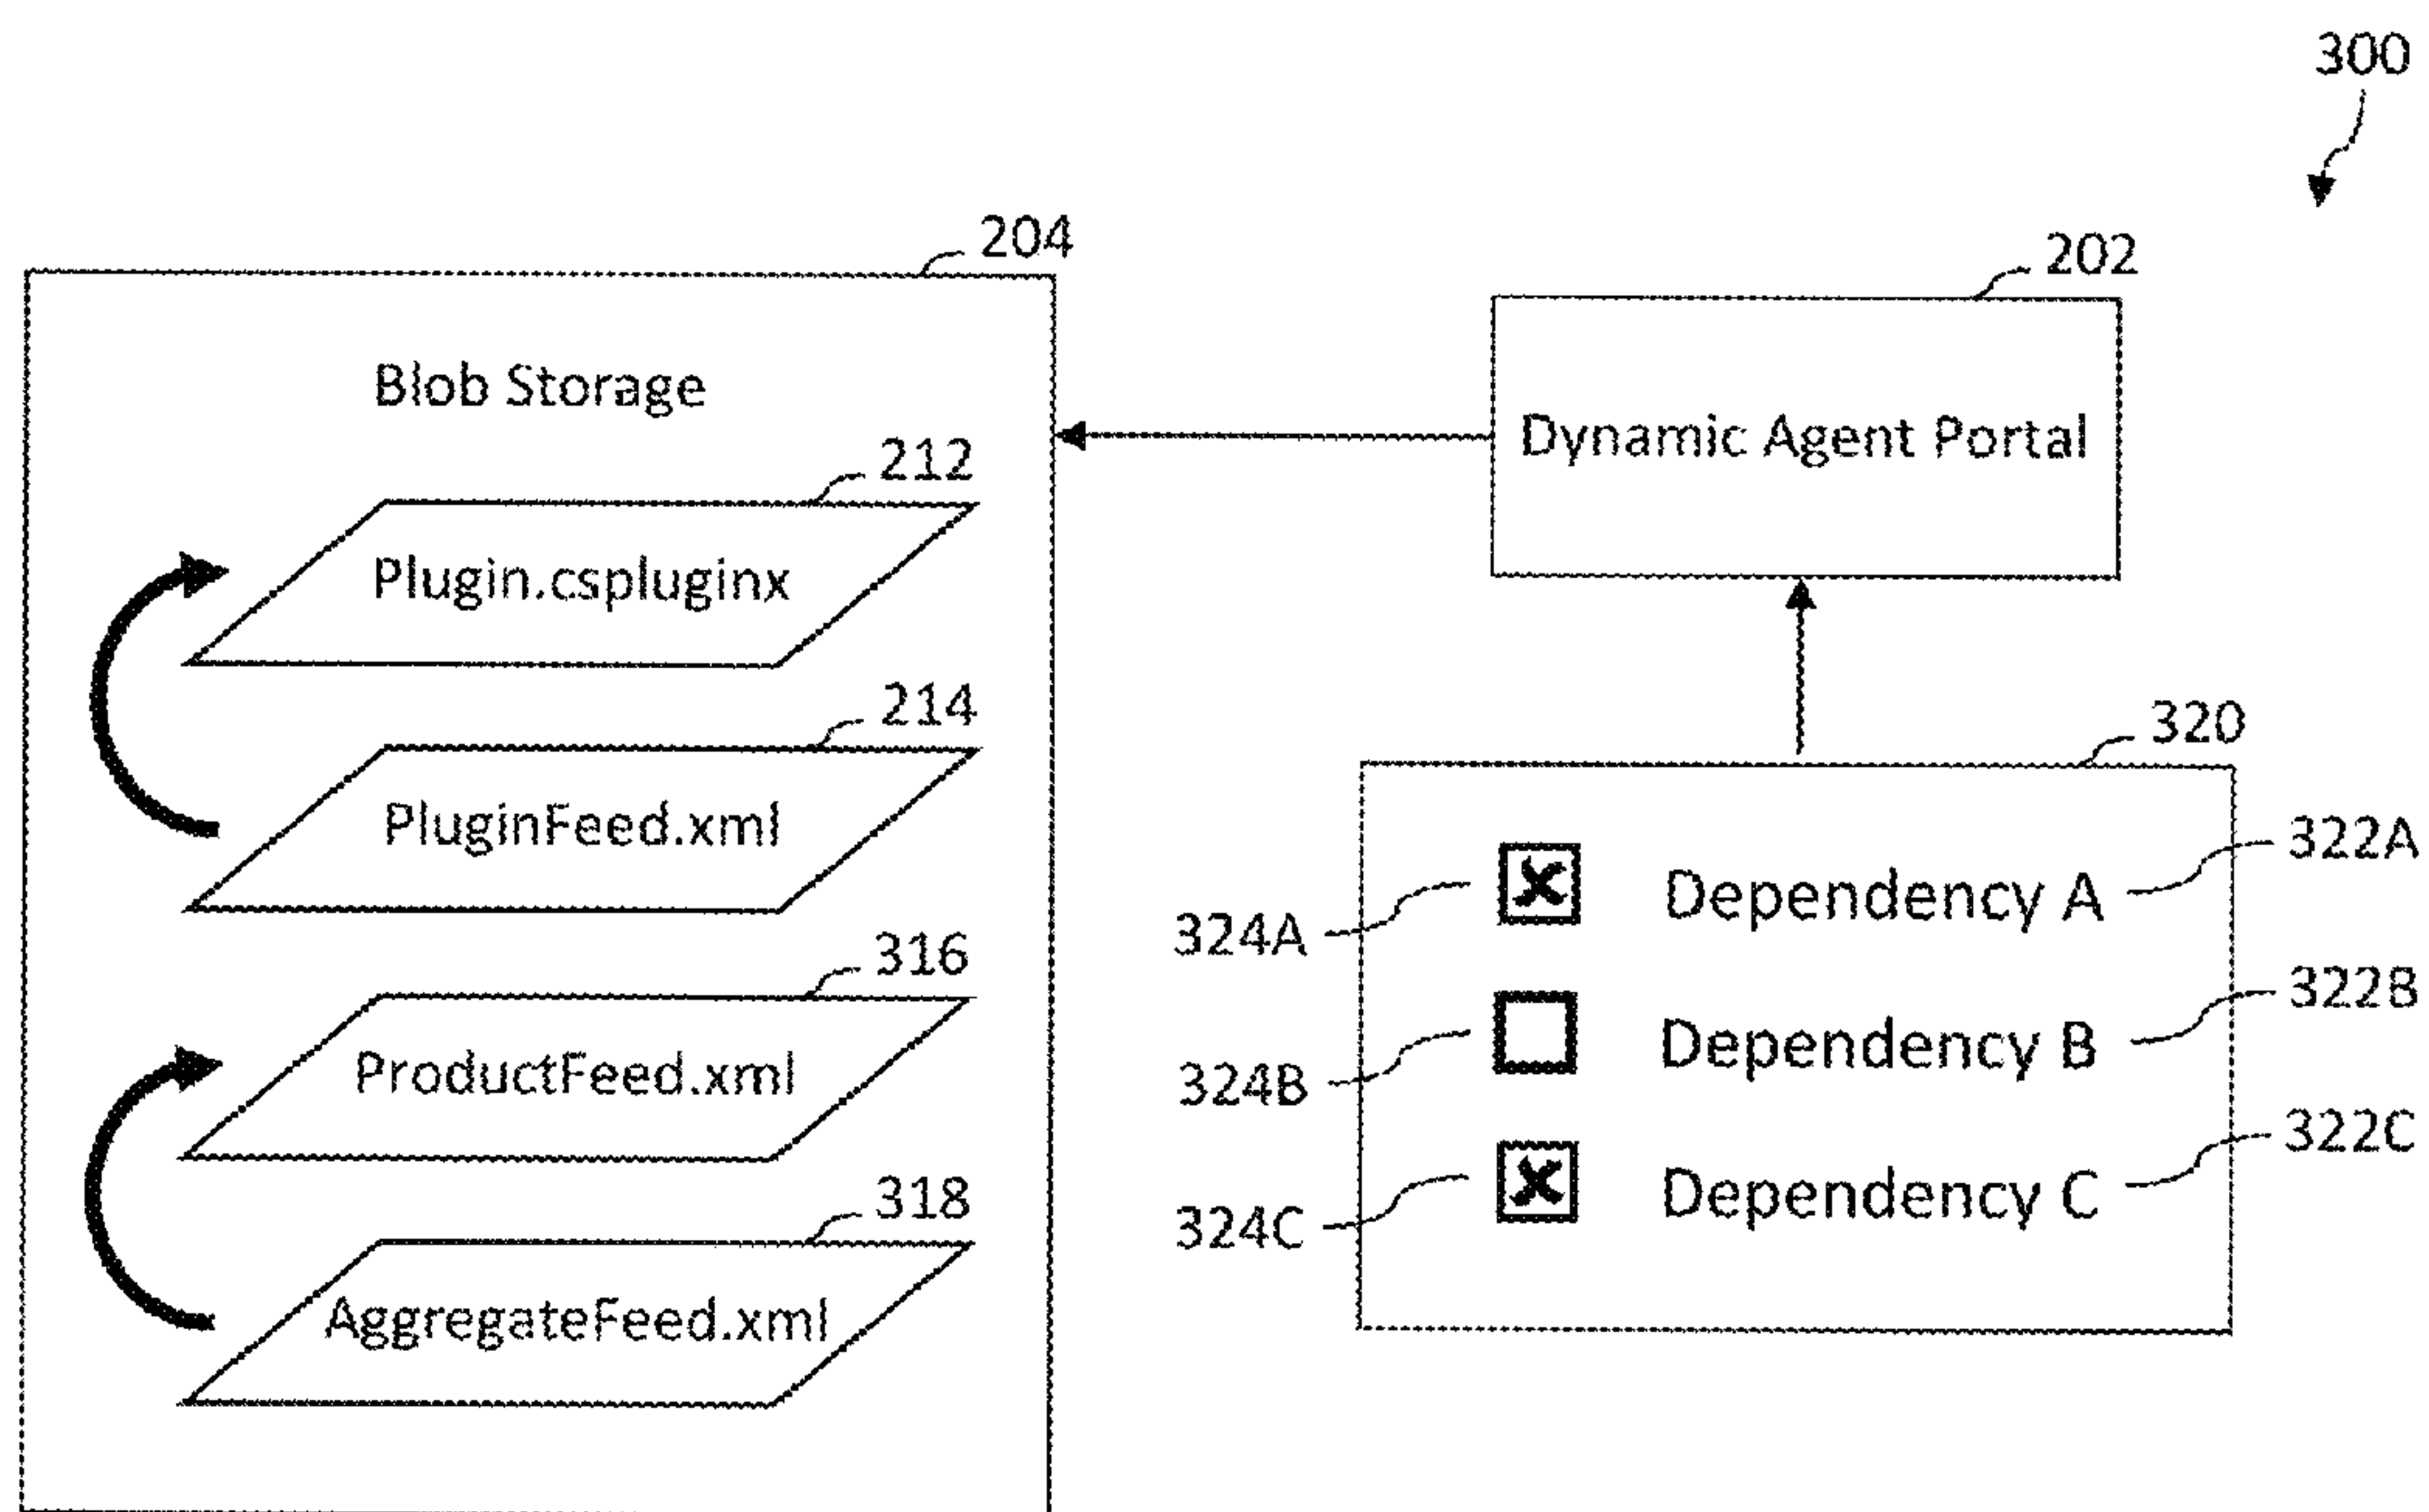 300
204
202
Blob Storage
Dynamic Agent Portal
212
Plugin.cspluginx
214
PluginFeed.xml
320
316
ProductFeed.xml
318
AggregateFeed.xml
322A
Dependency A
324A
322B
Dependency B
324B
322C
Dependency C
324C